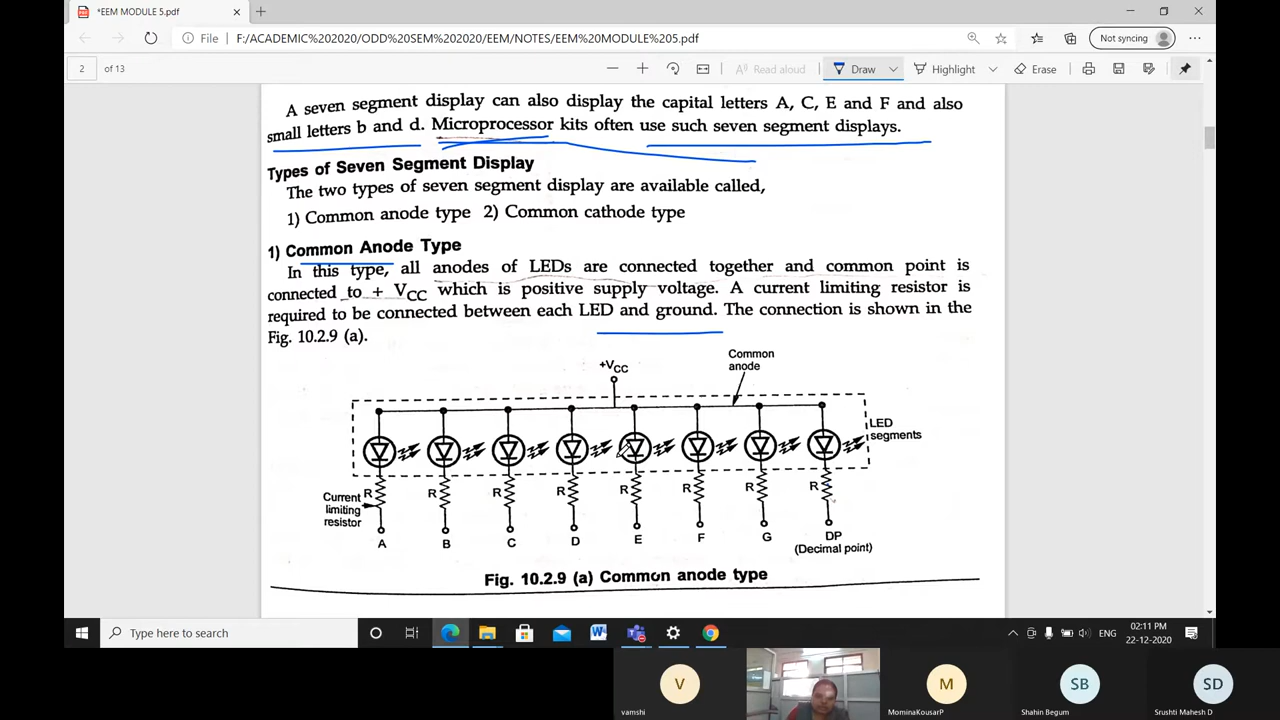 *EEM MODULE 5.pdf
File
F:/ACADEMIC%202020/ODD%20SEM%202020/EEM/NOTES/EEM%20MODULE%205.pdf
Not syncing
2 of 13
Read aloud
Draw
Highlight
Erase
A seven segment display can also display the capital letters A, C, E and F and also
small letters b and d. Microprocessor kits often use such seven segment displays.
Types of Seven Segment Display
The two types of seven segment display are available called,
1) Common anode type 2) Common cathode type
1) Common Anode Type
In this type, all anodes of LEDs are connected together and common point is
connected to + VCC which is positive supply voltage. A current limiting resistor is
required to be connected between each LED and ground. The connection is shown in the
Fig. 10.2.9 (a).
+VCC
Common
anode
LED
segments
R R R R R R R R
Current
limiting
resistor
A B C D E F G DP
(Decimal point)
Fig. 10.2.9 (a) Common anode type
Type here to search
ENG
02:11 PM
22-12-2020
V
M
SB
SD
vamshi
MominaKousarP
Shahin Begum
Srushti Mahesh D